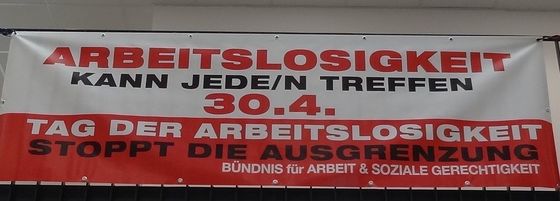 ARBEITSLOSIGKEIT
KANN JEDE/N TREFFEN
30.4.
TAG DER ARBEITSLOSIGKEIT
STOPPT DIE AUSGRENZUNG
BÜNDNIS für ARBEIT & SOZIALE GERECHTIGKEIT